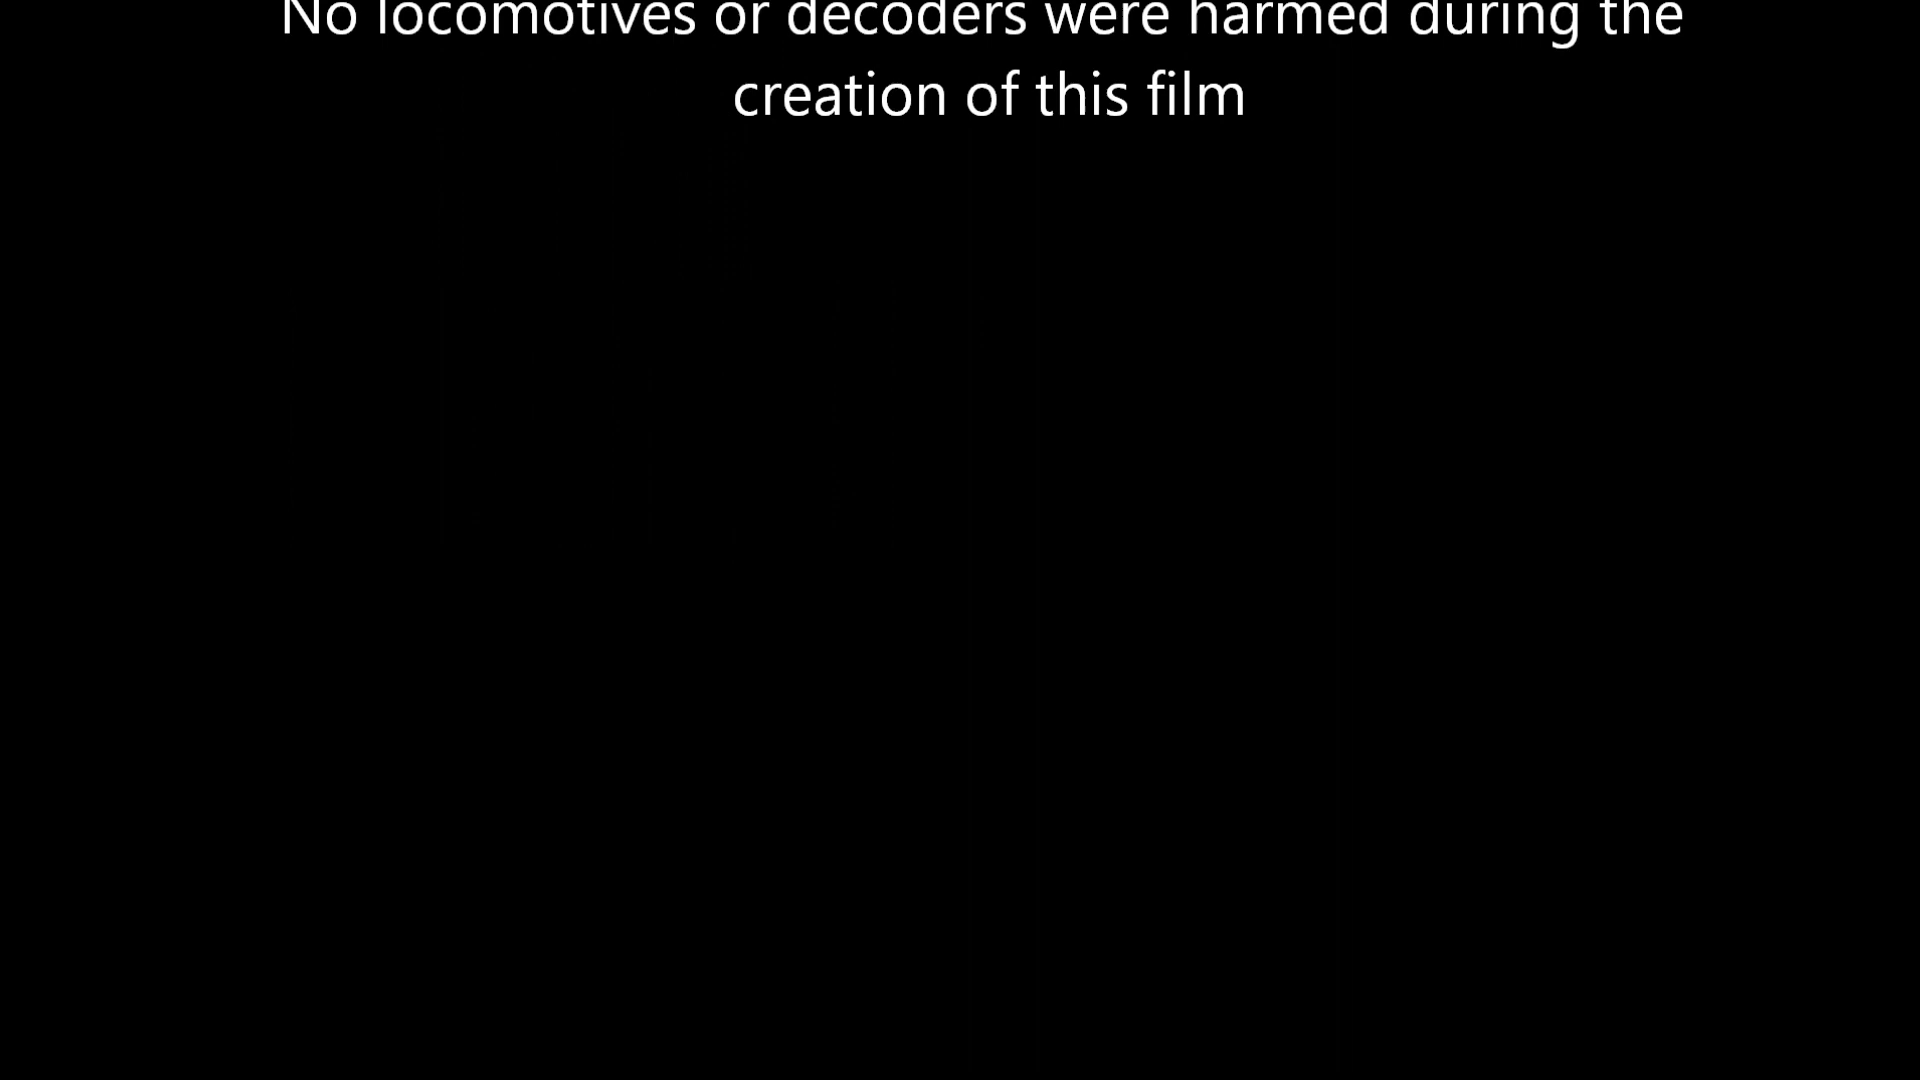 No locomotives or decoders were harmed during the
creation of this film